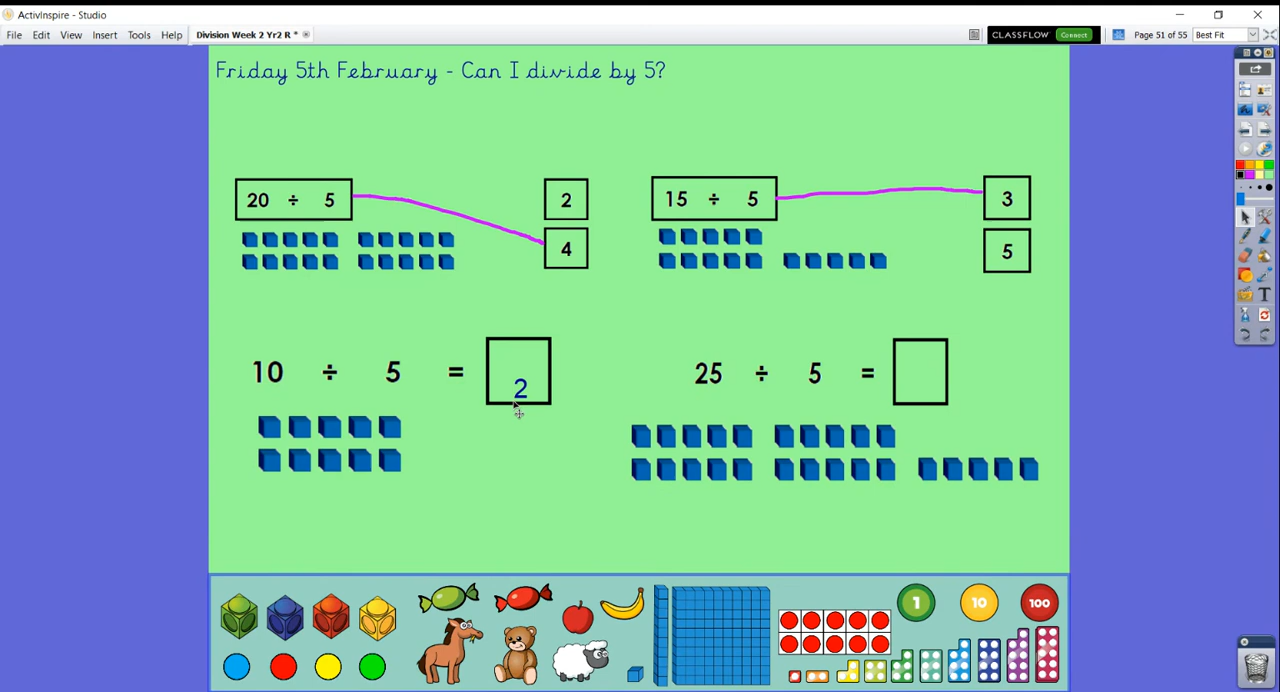 ActivInspire - Studio
File Edit View Insert Tools Help
Division Week 2 Yr2 R *
CLASSFLOW Connect
Page 51 of 55
Best Fit
Friday 5th February - Can I divide by 5?
20 ÷ 5
2
4
15 ÷ 5
3
5
10 ÷ 5 = 2
25 ÷ 5 =
1
10
100
T